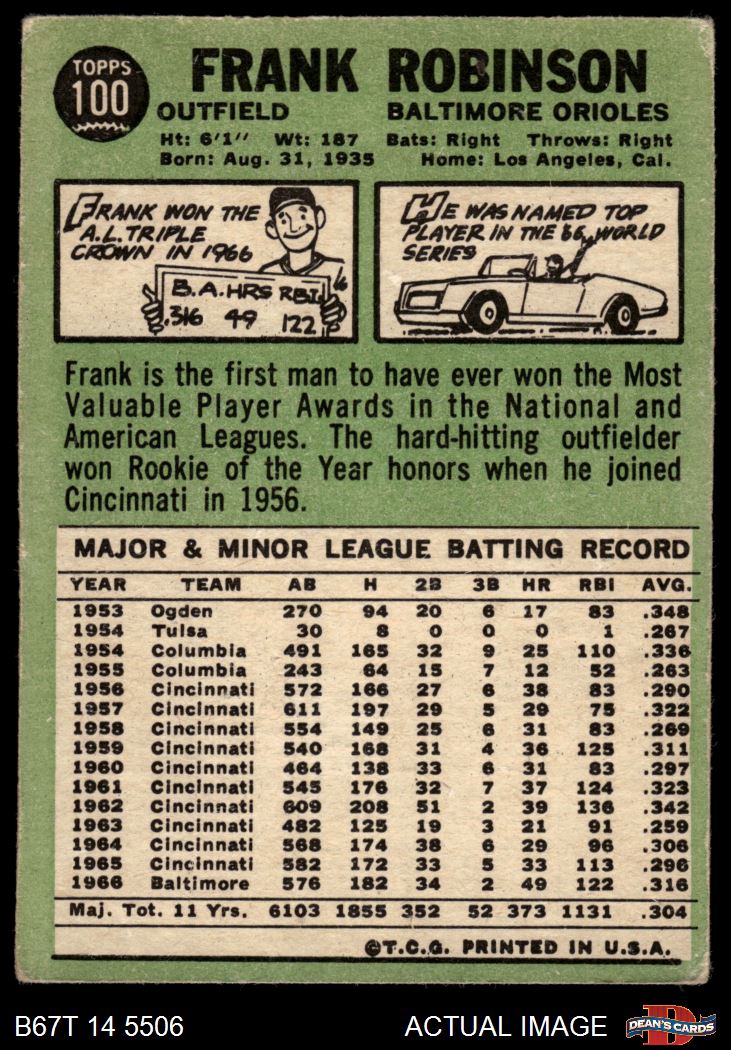 TOPPS
100
FRANK ROBINSON
OUTFIELD BALTIMORE ORIOLES
Ht: 6'1'' Wt: 187 Bats: Right Throws: Right
Born: Aug. 31, 1935 Home: Los Angeles, Cal.
FRANK WON THE
A.L. TRIPLE
CROWN IN 1966
B.A. HRS RBI
.316 49 122
HE WAS NAMED TOP
PLAYER IN THE '66 WORLD
SERIES
Frank is the first man to have ever won the Most
Valuable Player Awards in the National and
American Leagues. The hard-hitting outfielder
won Rookie of the Year honors when he joined
Cincinnati in 1956.
MAJOR & MINOR LEAGUE BATTING RECORD
YEAR TEAM AB H 2B 3B HR RBI AVG.
1953 Ogden 270 94 20 6 17 83 .348
1954 Tulsa 30 8 0 0 0 1 .267
1954 Columbia 491 165 32 9 25 110 .336
1955 Columbia 243 64 15 7 12 52 .263
1956 Cincinnati 572 166 27 6 38 83 .290
1957 Cincinnati 611 197 29 5 29 75 .322
1958 Cincinnati 554 149 25 6 31 83 .269
1959 Cincinnati 540 168 31 4 36 125 .311
1960 Cincinnati 464 138 33 6 31 83 .297
1961 Cincinnati 545 176 32 7 37 124 .323
1962 Cincinnati 609 208 51 2 39 136 .342
1963 Cincinnati 482 125 19 3 21 91 .259
1964 Cincinnati 568 174 38 6 29 96 .306
1965 Cincinnati 582 172 33 5 33 113 .296
1966 Baltimore 576 182 34 2 49 122 .316
Maj. Tot. 11 Yrs. 6103 1855 352 52 373 1131 .304
©T.C.G. PRINTED IN U.S.A.
B67T 14 5506 ACTUAL IMAGE
D
DEAN'S CARDS